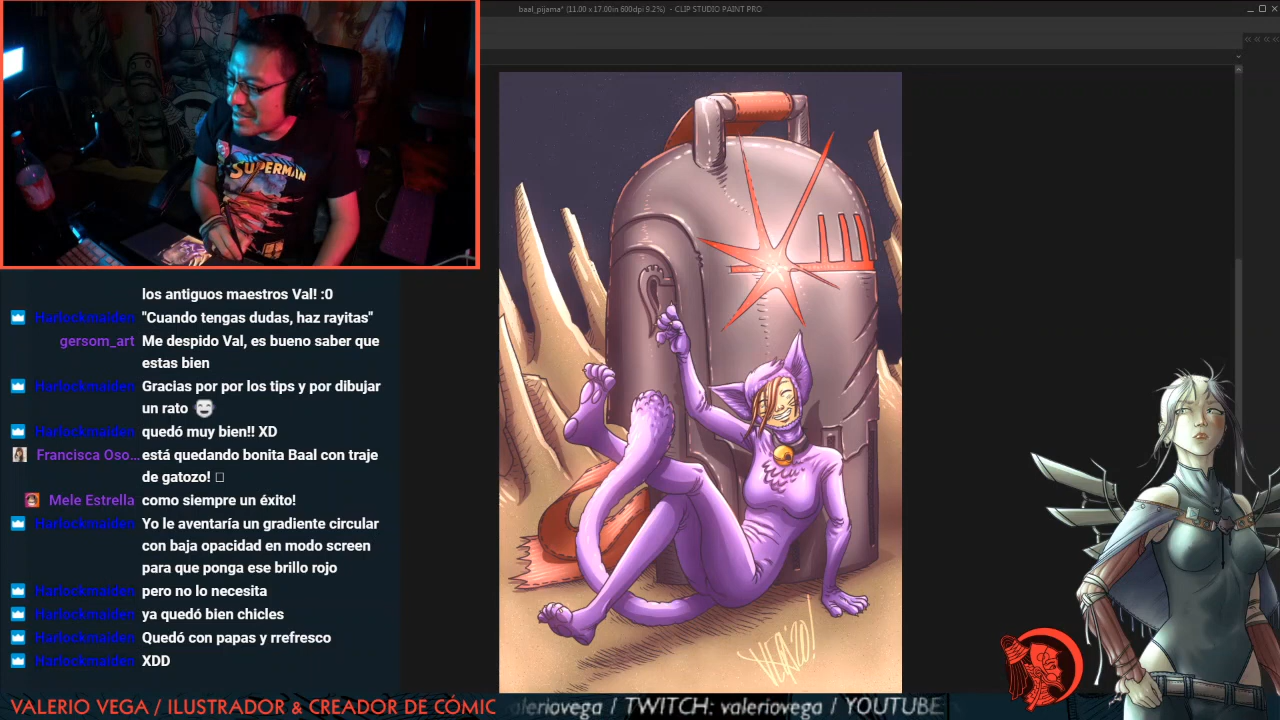 baal_pijama* (11.00 x 17.00in 600dpi 9.2%) - CLIP STUDIO PAINT PRO
SUPERMAN
los antiguos maestros Val! :0
Harlockmaiden "Cuando tengas dudas, haz rayitas"
gersom_art Me despido Val, es bueno saber que
estas bien
Harlockmaiden Gracias por por los tips y por dibujar
un rato
Harlockmaiden quedó muy bien!! XD
Francisca Oso... está quedando bonita Baal con traje
de gatozo!
Mele Estrella como siempre un éxito!
Harlockmaiden Yo le aventaría un gradiente circular
con baja opacidad en modo screen
para que ponga ese brillo rojo
Harlockmaiden pero no lo necesita
Harlockmaiden ya quedó bien chicles
Harlockmaiden Quedó con papas y rrefresco
Harlockmaiden XDD
VEGA'20!
VALERIO VEGA / ILUSTRADOR & CREADOR DE CÓMIC
leriovega / TWITCH: valeriovega / YOUTUBE